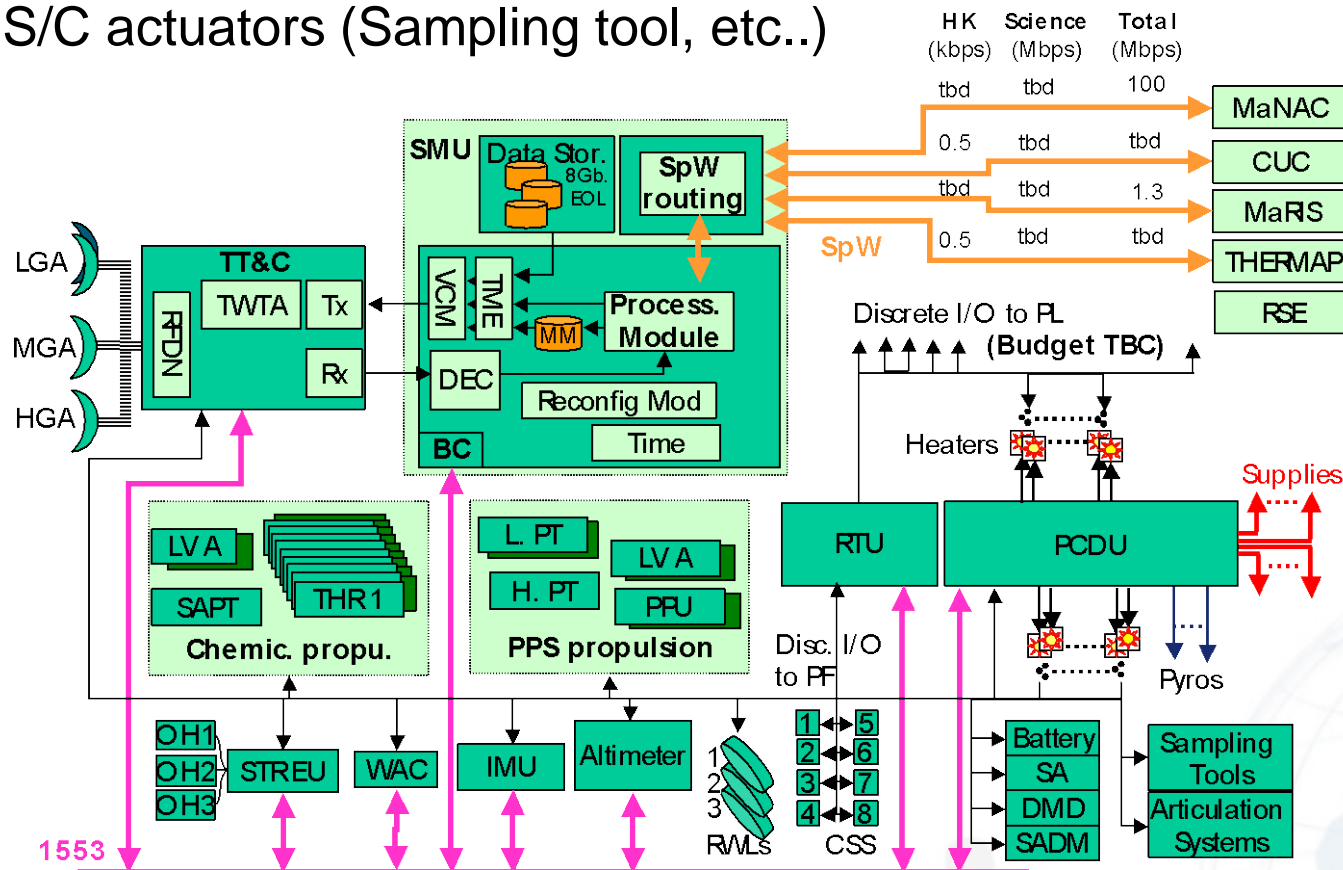 S/C actuators (Sampling tool, etc..)
HK Science Total
(kbps) (Mbps) (Mbps)
tbd tbd 100
MaNAC
0.5 tbd tbd
CUC
tbd tbd 1.3
MaRIS
0.5 tbd tbd
THERMAP
RSE
SpW
SMU
Data Stor.
8Gb.
EOL
SpW
routing
LGA
MGA
HGA
TT&C
RFDN
TWTA
Tx
Rx
VCM
TME
MM
Process.
Module
DEC
Reconfig Mod
Time
BC
Discrete I/O to PL
(Budget TBC)
Heaters
Supplies
LVA
SAPT
THR1
Chemic. propu.
L. PT
H. PT
LVA
PPU
PPS propulsion
RTU
PCDU
Disc. I/O
to PF
Pyros
OH1
OH2
OH3
STREU
WAC
IMU
Altimeter
1
2
3
RWLs
1 5
2 6
3 7
4 8
CSS
Battery
SA
DMD
SADM
Sampling
Tools
Articulation
Systems
1553